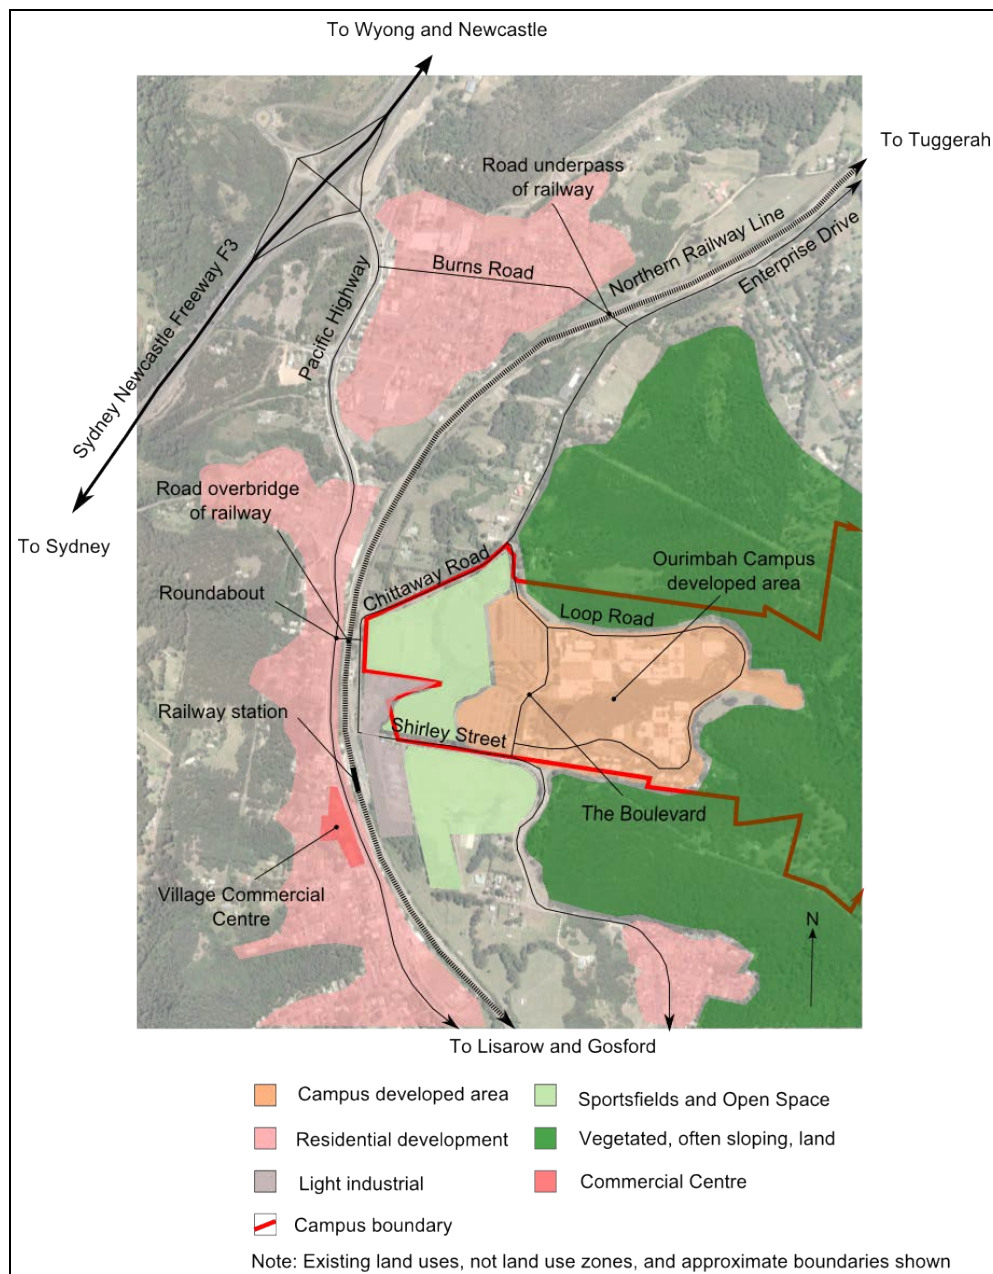 To Wyong and Newcastle
To Tuggerah
Road underpass
of railway
Northern Railway Line
Enterprise Drive
Burns Road
Pacific Highway
Sydney Newcastle Freeway F3
Road overbridge
of railway
To Sydney
Chittaway Road
Ourimbah Campus
developed area
Roundabout
Loop Road
Railway station
Shirley Street
The Boulevard
Village Commercial
Centre
N
To Lisarow and Gosford
Campus developed area
Sportsfields and Open Space
Residential development
Vegetated, often sloping, land
Light industrial
Commercial Centre
Campus boundary
Note: Existing land uses, not land use zones, and approximate boundaries shown